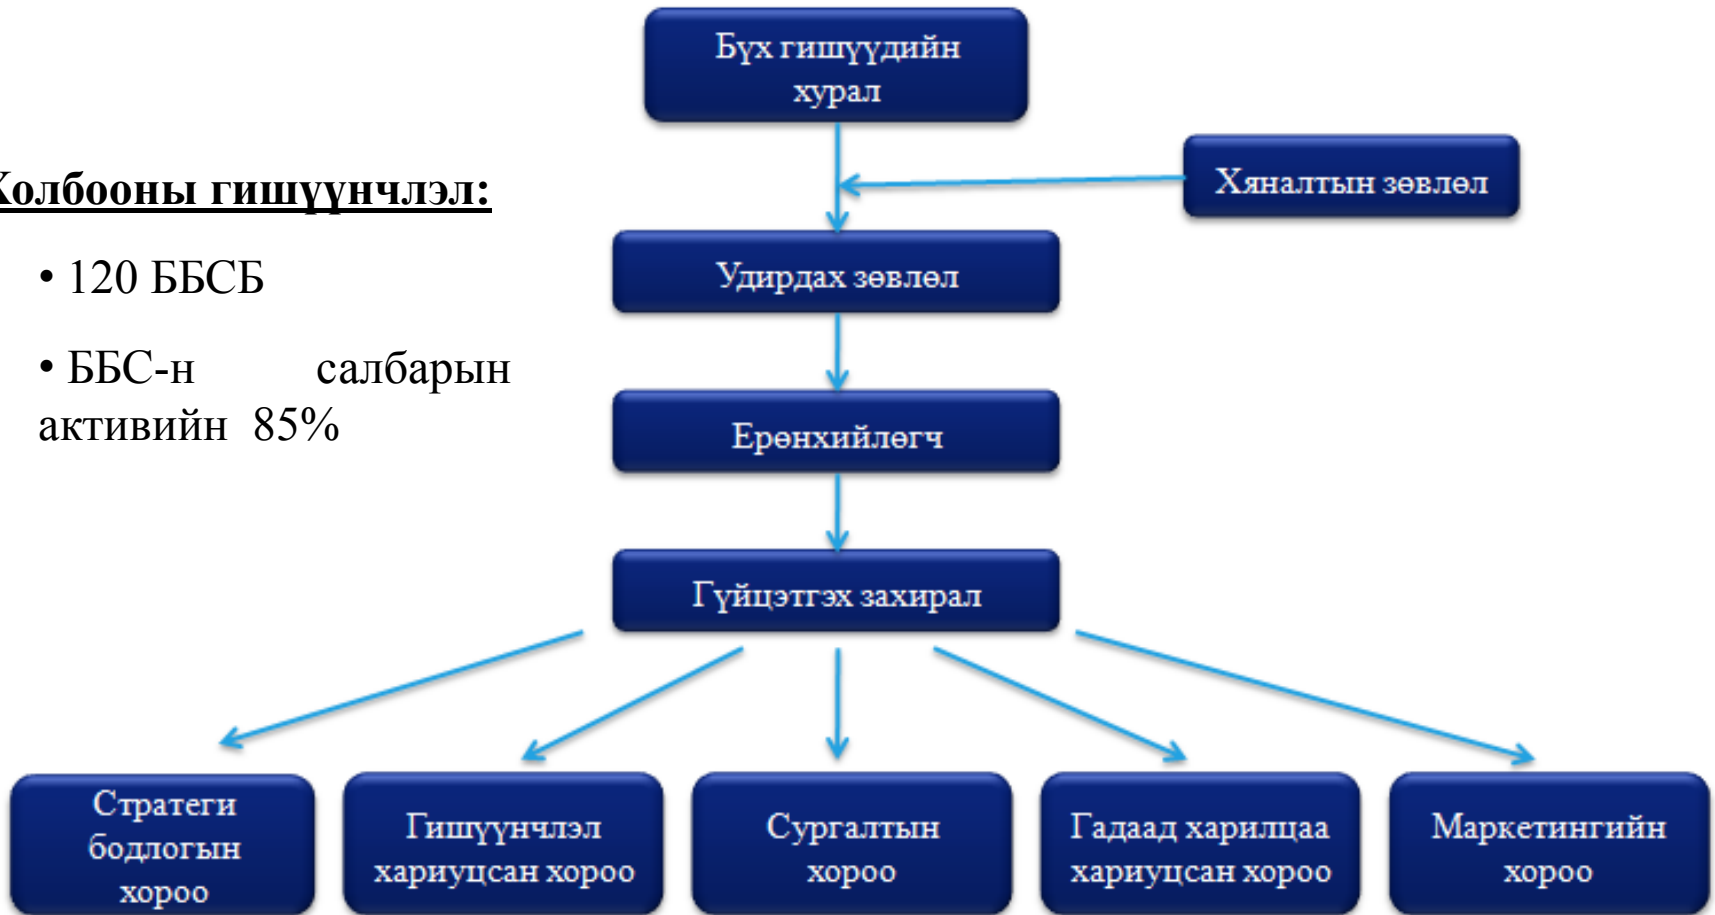 Бүх гишүүдийн
хурал
Хяналтын зөвлөл
Холбооны гишүүнчлэл:
Удирдах зөвлөл
• 120 ББСБ
• ББС-н салбарын
активийн 85%
Ерөнхийлөгч
Гүйцэтгэх захирал
Стратеги
бодлогын
хороо
Гишүүнчлэл
хариуцсан хороо
Сургалтын
хороо
Гадаад харилцаа
хариуцсан хороо
Маркетингийн
хороо